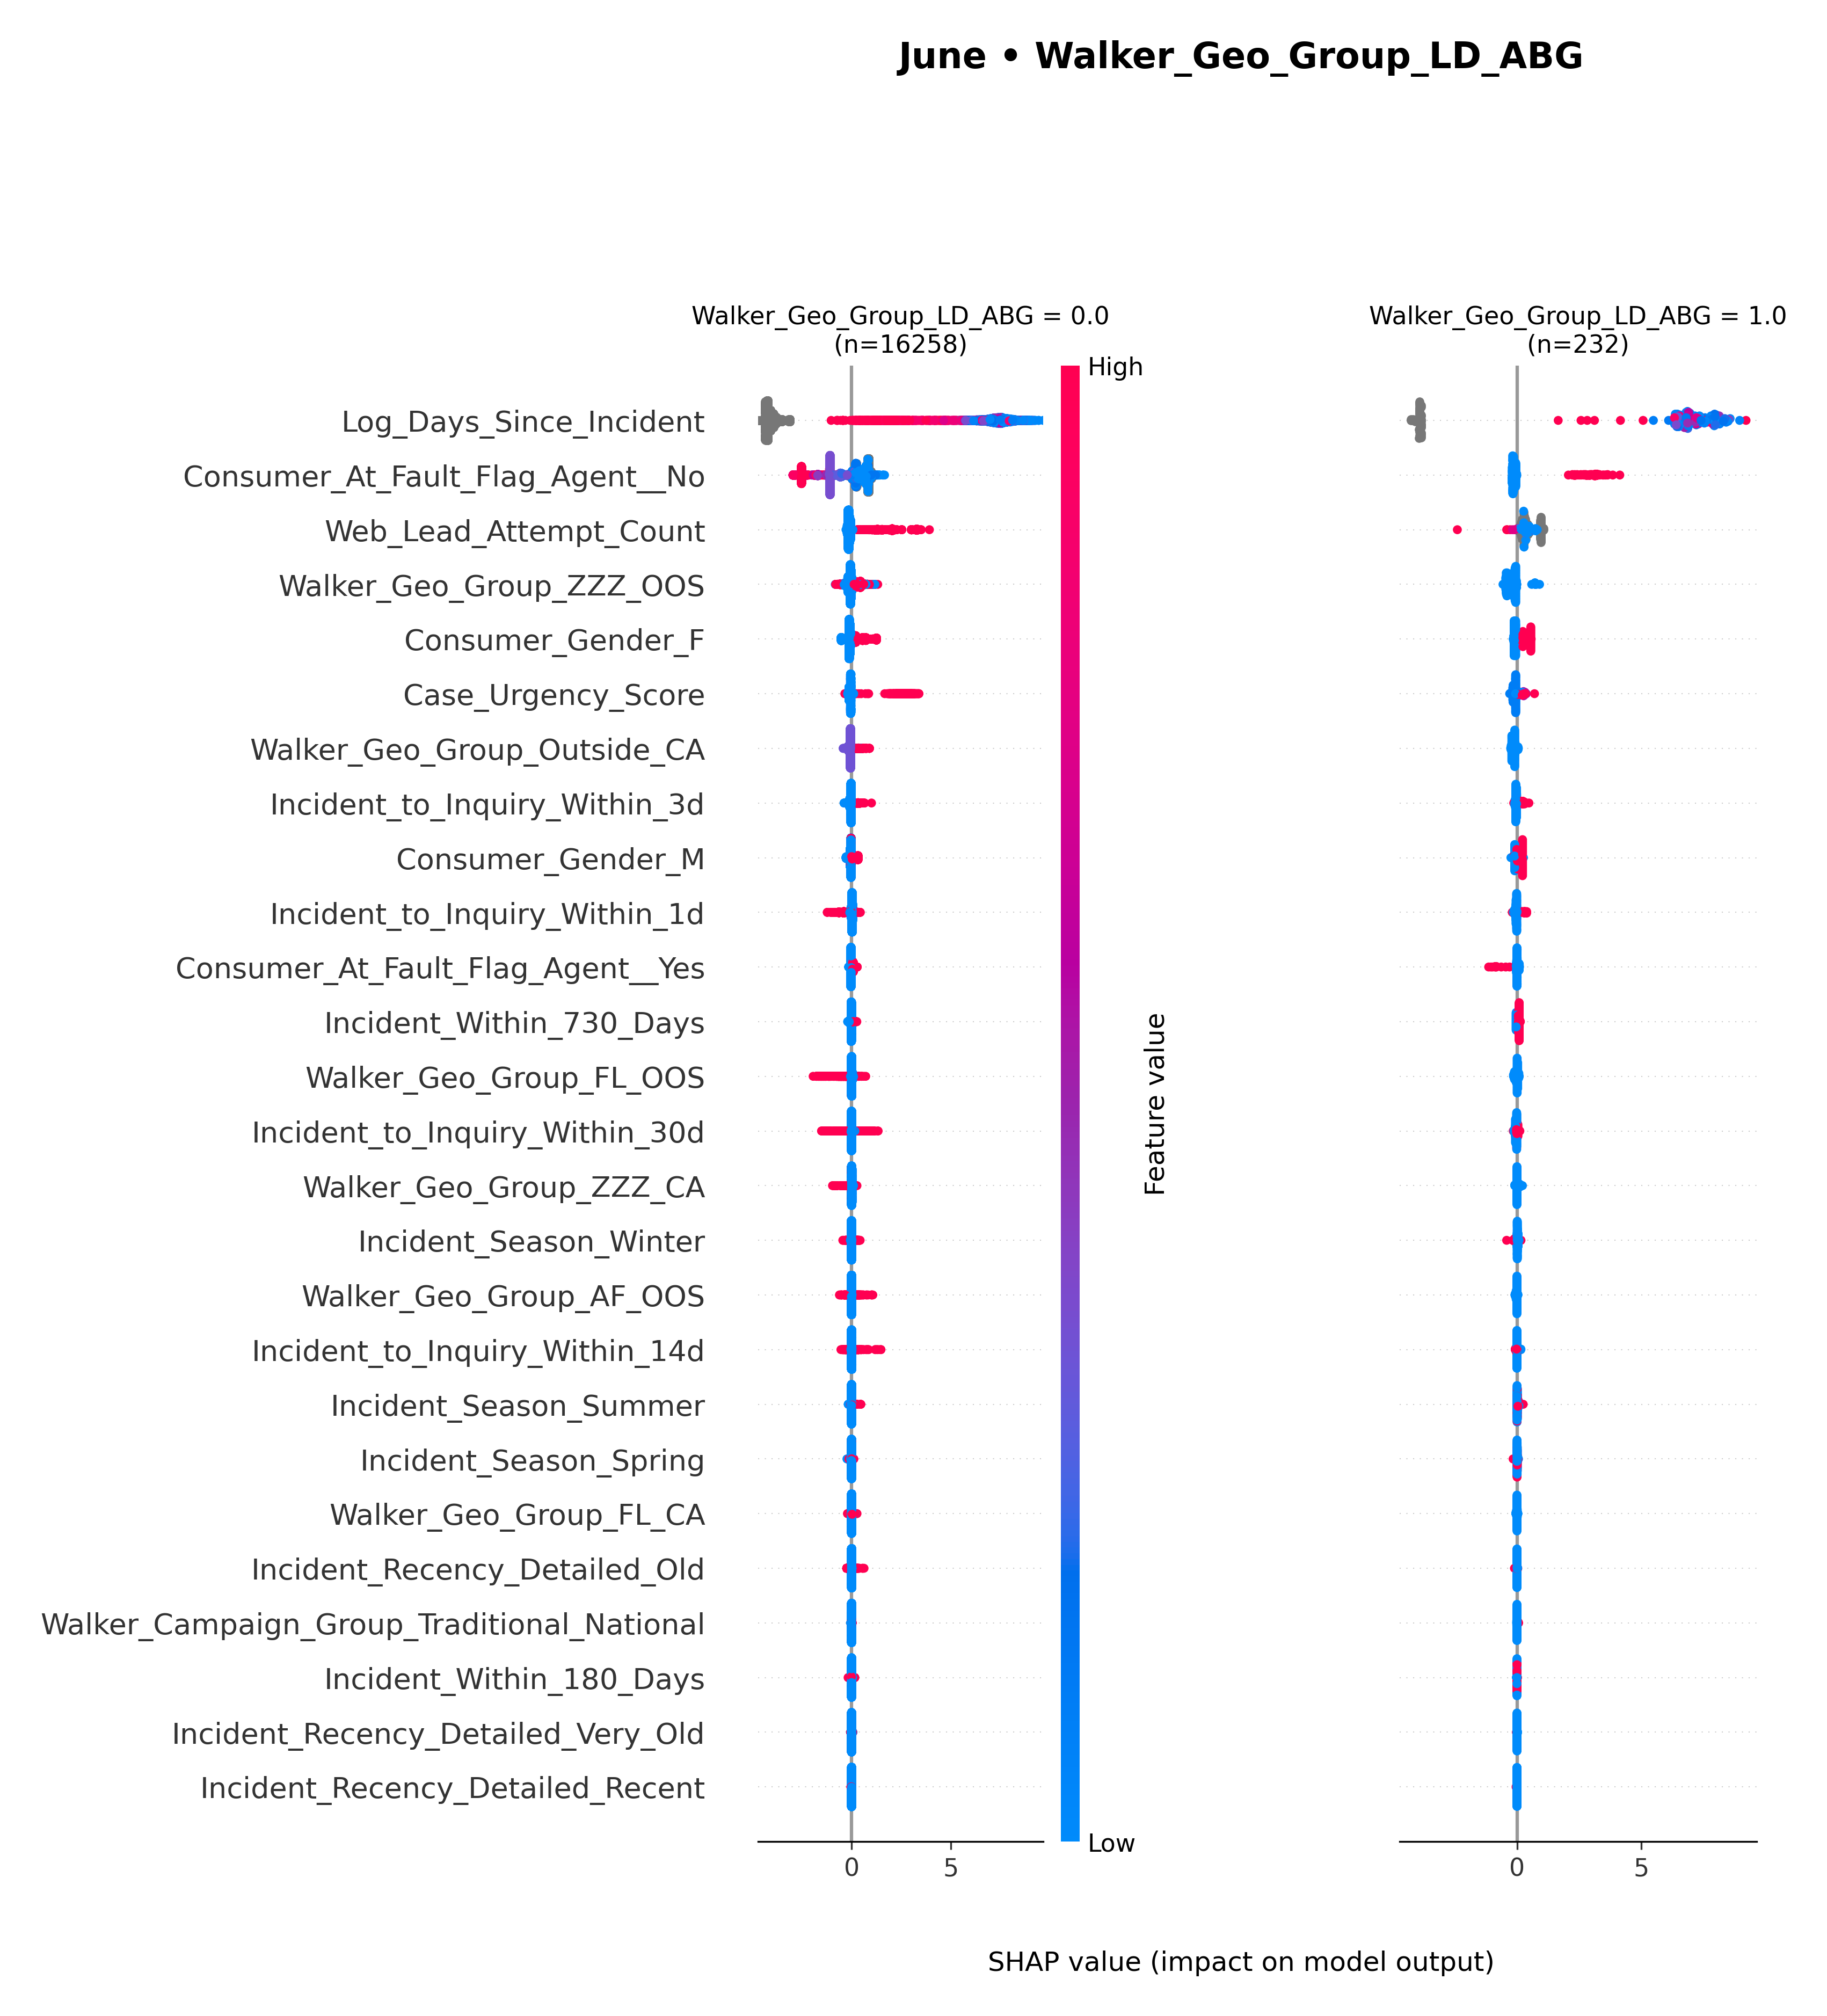 June • Walker_Geo_Group_LD_ABG
Walker_Geo_Group_LD_ABG = 0.0
(n=16258)
Walker_Geo_Group_LD_ABG = 1.0
(n=232)
High
Log_Days_Since_Incident
Consumer_At_Fault_Flag_Agent__No
Web_Lead_Attempt_Count
Walker_Geo_Group_ZZZ_OOS
Consumer_Gender_F
Case_Urgency_Score
Walker_Geo_Group_Outside_CA
Incident_to_Inquiry_Within_3d
Consumer_Gender_M
Incident_to_Inquiry_Within_1d
Consumer_At_Fault_Flag_Agent__Yes
Incident_Within_730_Days
Walker_Geo_Group_FL_OOS
Incident_to_Inquiry_Within_30d
Walker_Geo_Group_ZZZ_CA
Incident_Season_Winter
Walker_Geo_Group_AF_OOS
Incident_to_Inquiry_Within_14d
Incident_Season_Summer
Incident_Season_Spring
Walker_Geo_Group_FL_CA
Incident_Recency_Detailed_Old
Walker_Campaign_Group_Traditional_National
Incident_Within_180_Days
Incident_Recency_Detailed_Very_Old
Incident_Recency_Detailed_Recent
Feature value
Low
0 5
0 5
SHAP value (impact on model output)